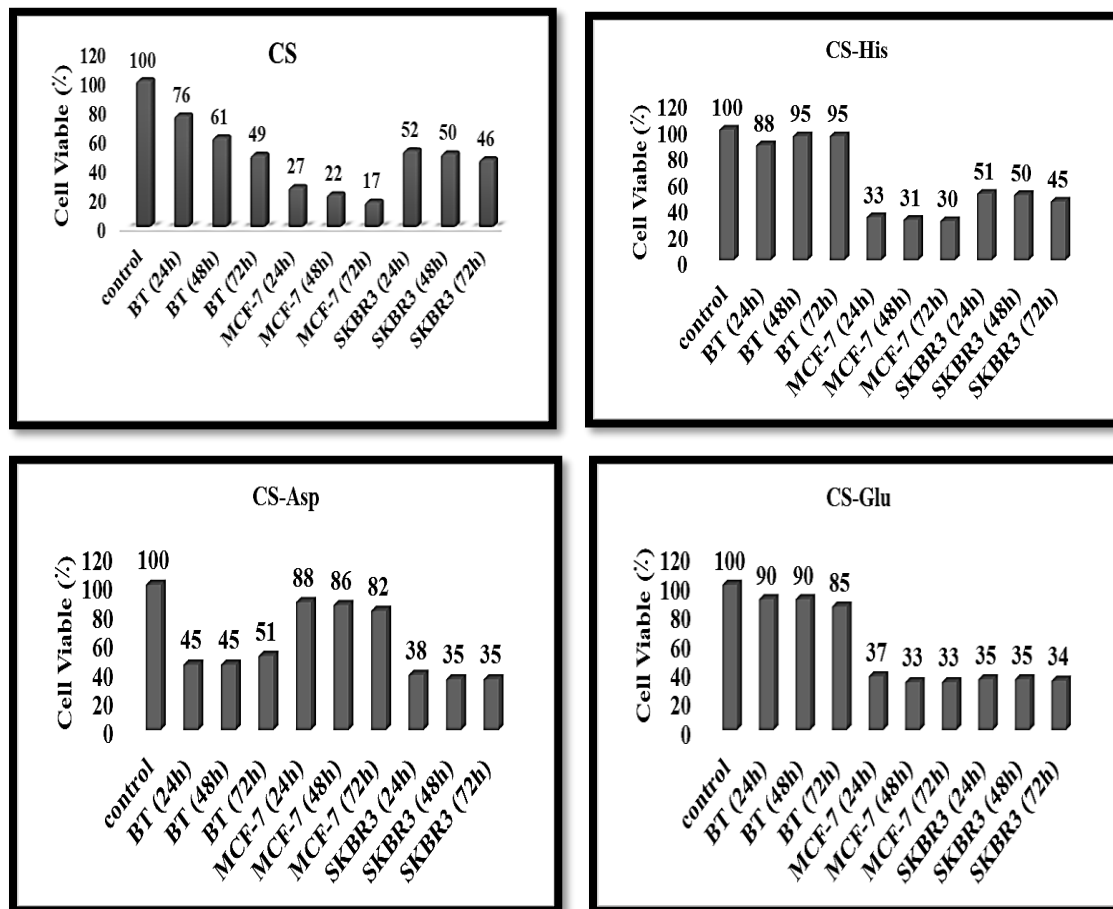 CS
Cell Viable (٪)
120
100
80
60
40
20
0
100
76
61
49
27
22
17
52
50
46
control
BT (24h)
BT (48h)
BT (72h)
MCF-7 (24h)
MCF-7 (48h)
MCF-7 (72h)
SKBR3 (24h)
SKBR3 (48h)
SKBR3 (72h)
CS-His
Cell Viable (٪)
120
100
80
60
40
20
0
100
88
95
95
33
31
30
51
50
45
control
BT (24h)
BT (48h)
BT (72h)
MCF-7 (24h)
MCF-7 (48h)
MCF-7 (72h)
SKBR3 (24h)
SKBR3 (48h)
SKBR3 (72h)
CS-Asp
Cell Viable (٪)
120
100
80
60
40
20
0
100
45
45
51
88
86
82
38
35
35
control
BT (24h)
BT (48h)
BT (72h)
MCF-7 (24h)
MCF-7 (48h)
MCF-7 (72h)
SKBR3 (24h)
SKBR3 (48h)
SKBR3 (72h)
CS-Glu
Cell Viable (٪)
120
100
80
60
40
20
0
100
90
90
85
37
33
33
35
35
34
control
BT (24h)
BT (48h)
BT (72h)
MCF-7 (24h)
MCF-7 (48h)
MCF-7 (72h)
SKBR3 (24h)
SKBR3 (48h)
SKBR3 (72h)